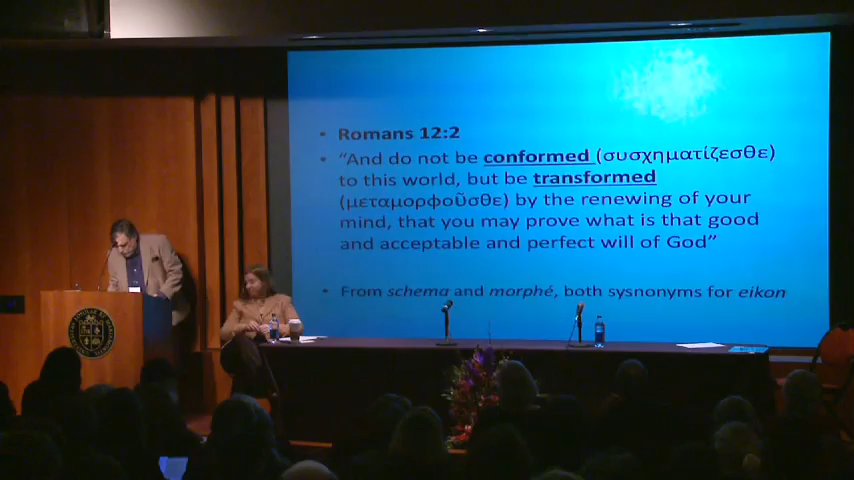 • Romans 12:2
• “And do not be conformed (συσχηματίζεσθε)
to this world, but be transformed
(μεταμορφοῦσθε) by the renewing of your
mind, that you may prove what is that good
and acceptable and perfect will of God”
• From schema and morphé, both sysnonyms for eikon